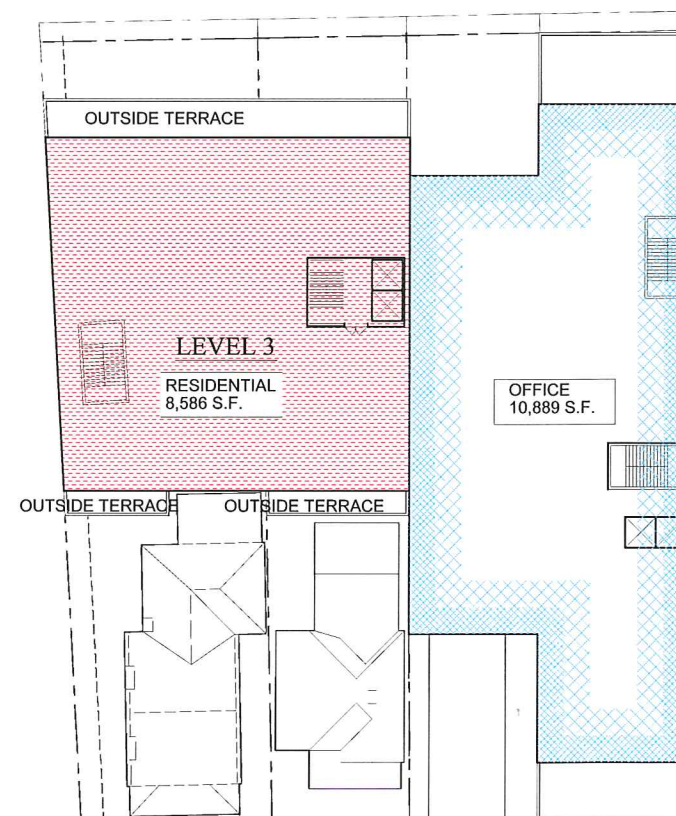 OUTSIDE TERRACE
LEVEL 3
RESIDENTIAL
8,586 S.F.
OFFICE
10,889 S.F.
OUTSIDE TERRACE
OUTSIDE TERRACE